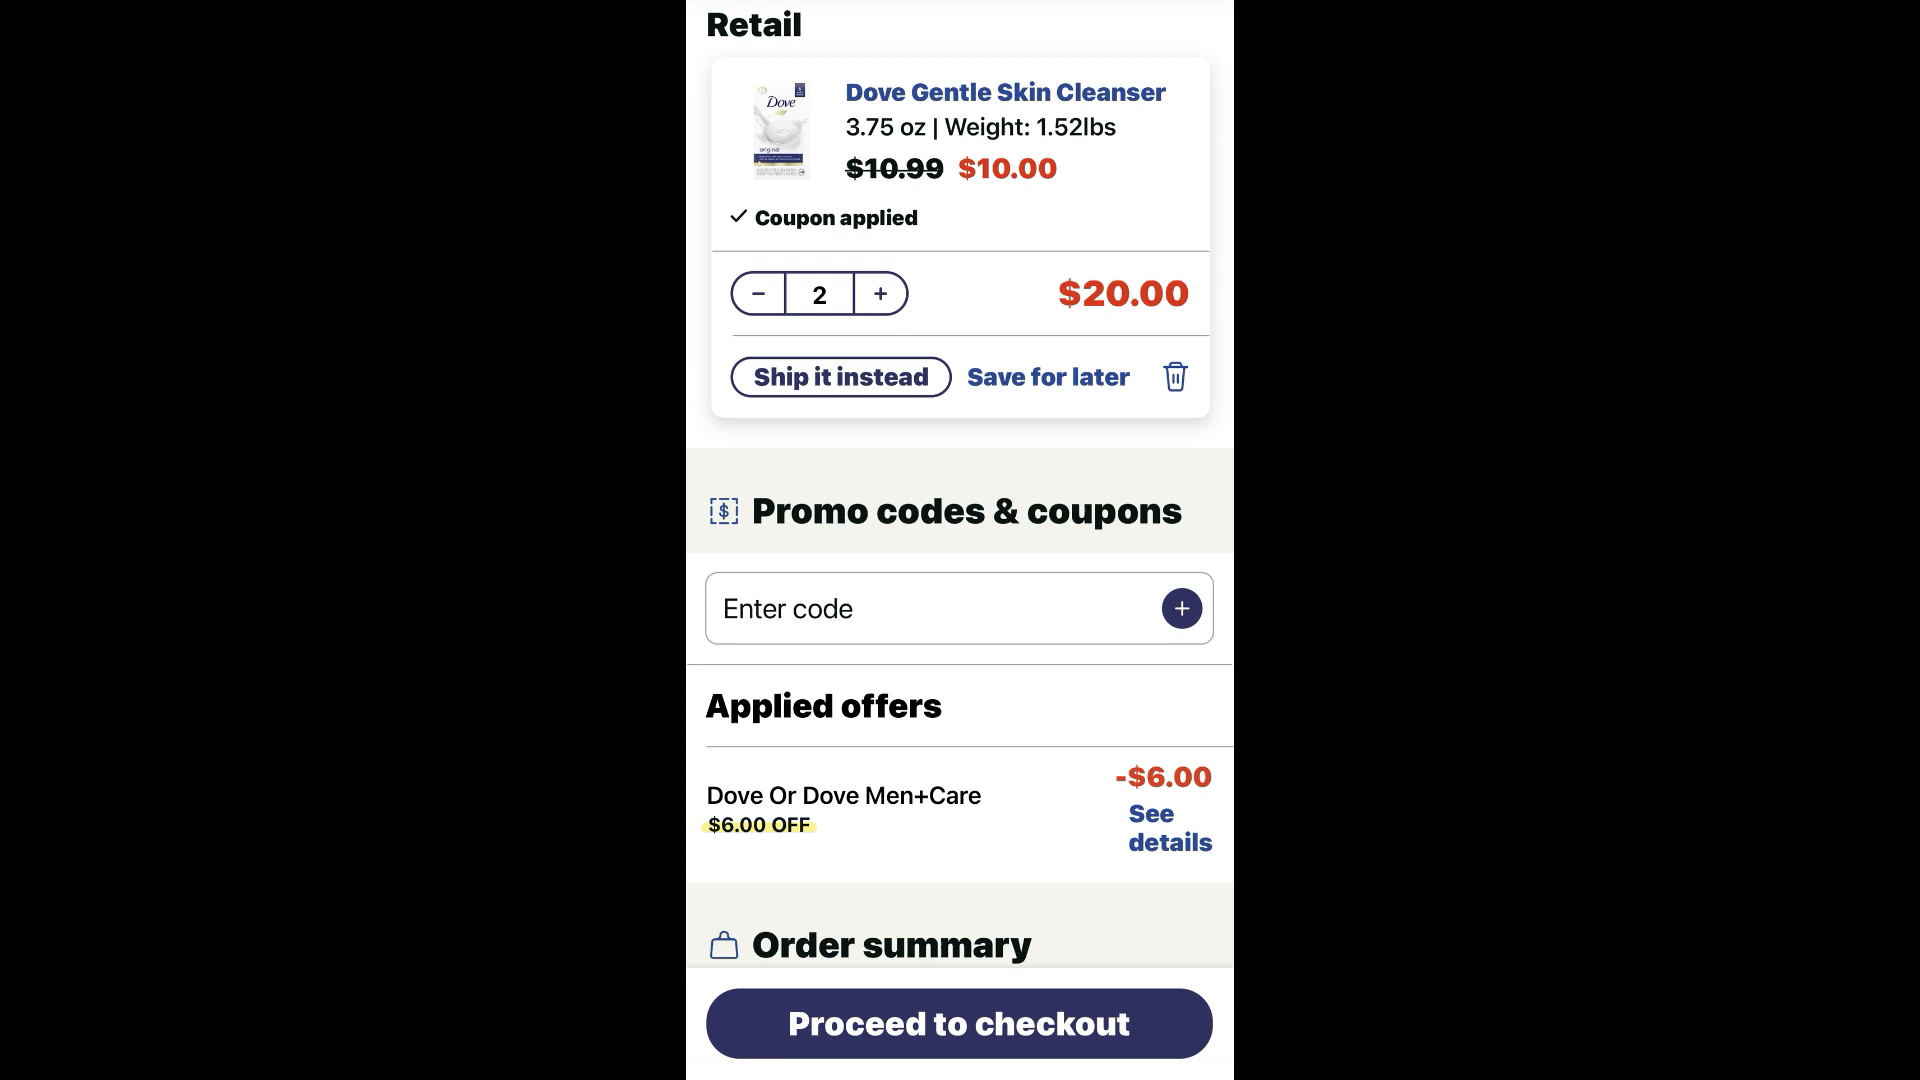 Retail
Dove Gentle Skin Cleanser
3.75 oz | Weight: 1.52lbs
$10.99 $10.00
Dove
original
Coupon applied
- 2 +
$20.00
Ship it instead
Save for later
$ Promo codes & coupons
Enter code
+
Applied offers
-$6.00
Dove Or Dove Men+Care
$6.00 OFF
See
details
Order summary
Proceed to checkout